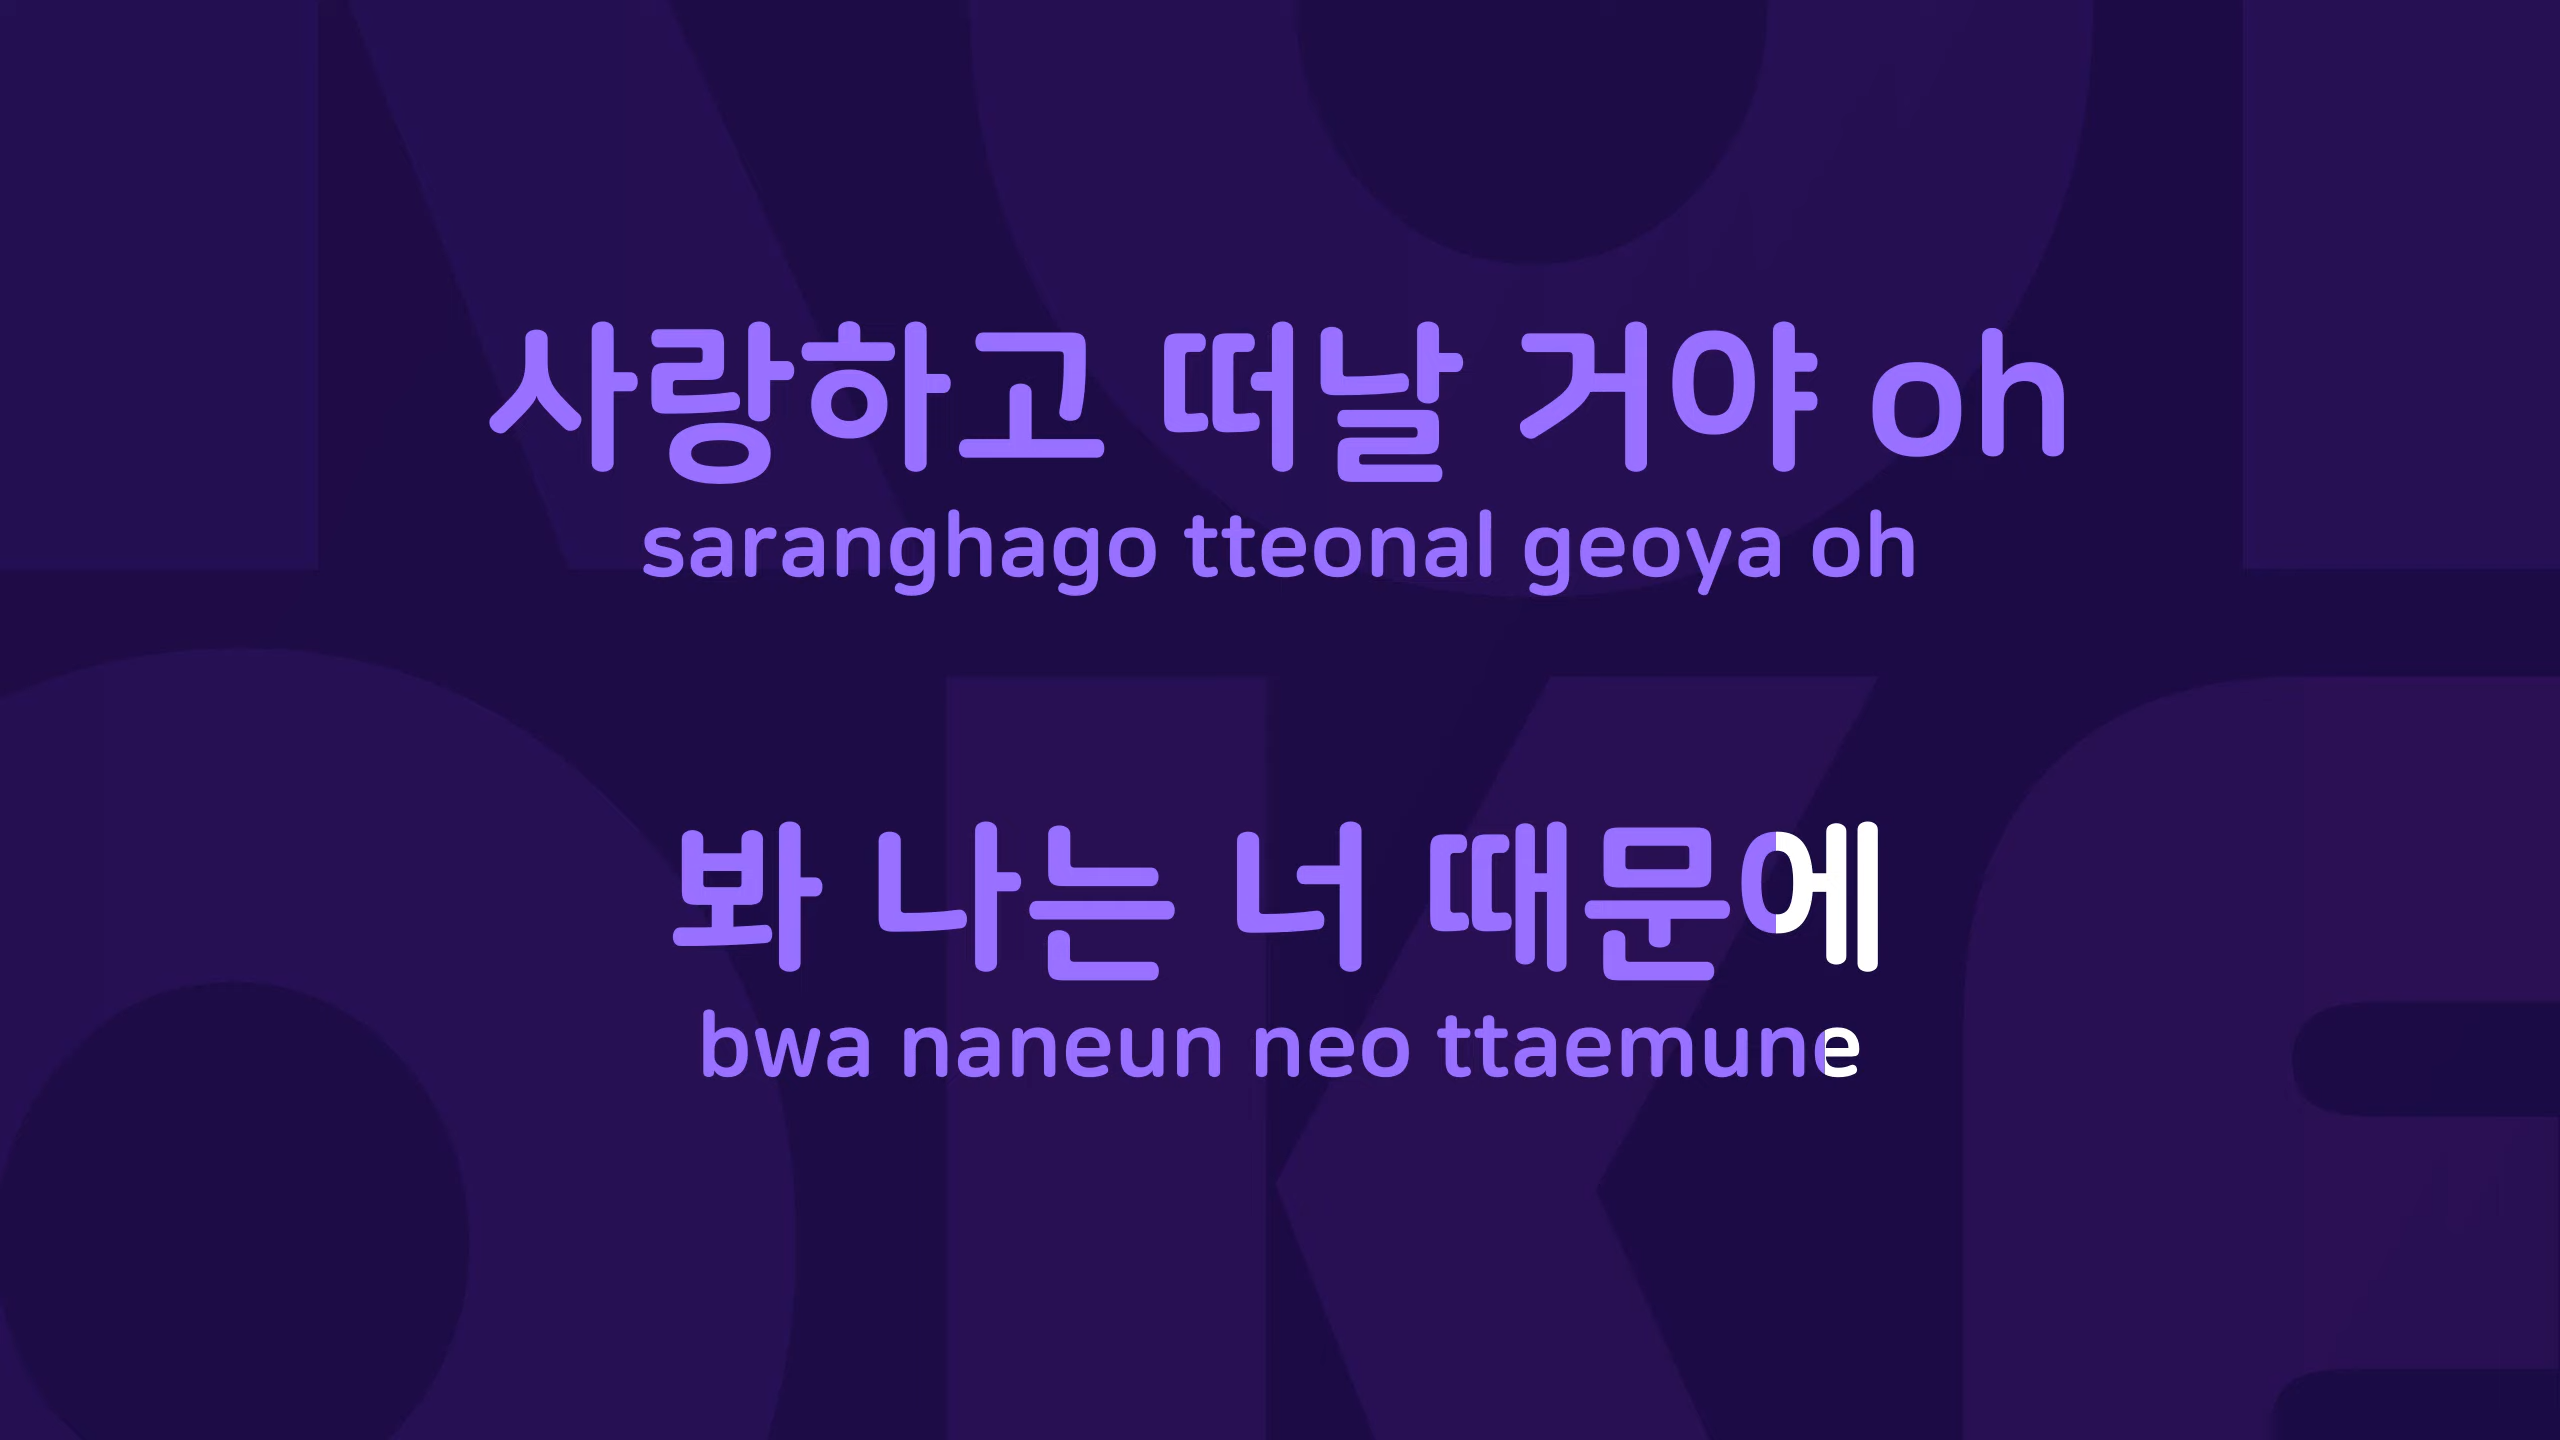 사랑하고 떠날 거야 oh
saranghago tteonal geoya oh
봐 나는 너 때문에
bwa naneun neo ttaemune